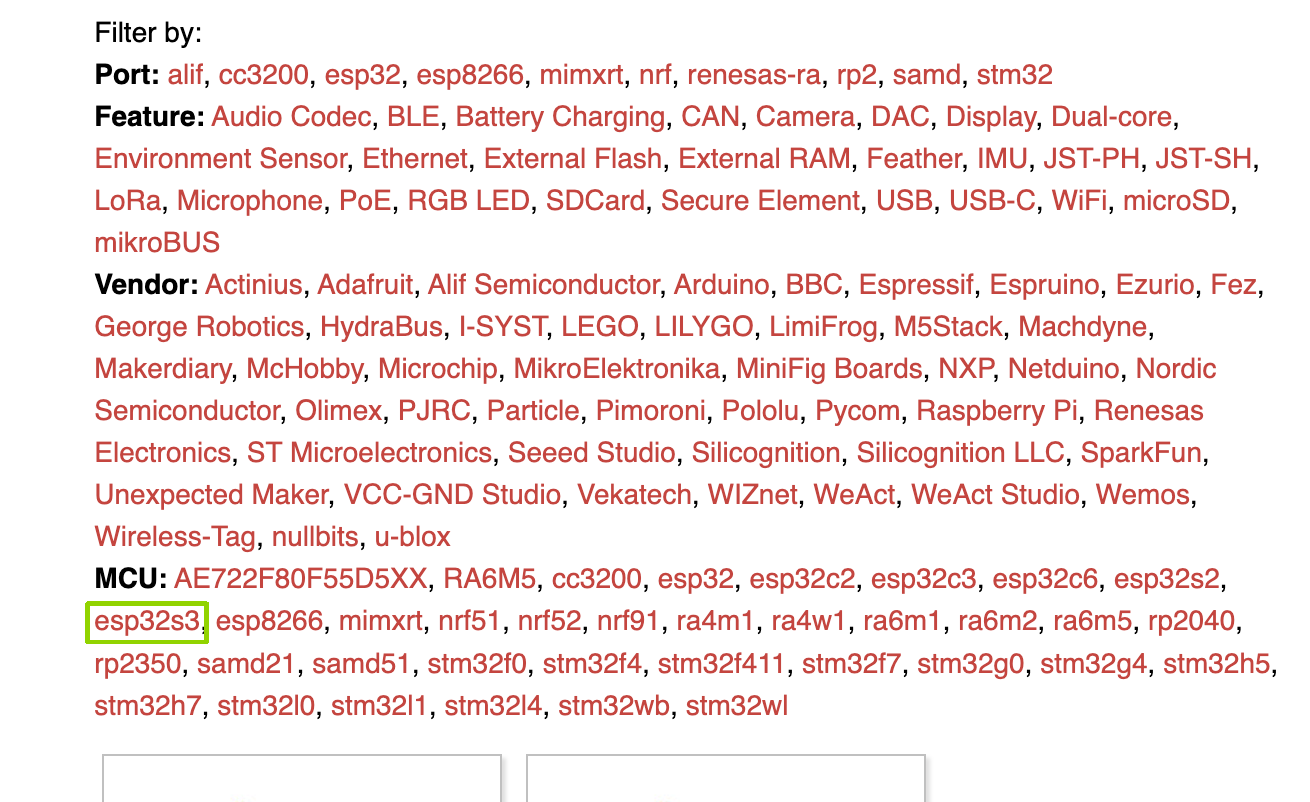 Filter by:
Port: alif, cc3200, esp32, esp8266, mimxrt, nrf, renesas-ra, rp2, samd, stm32
Feature: Audio Codec, BLE, Battery Charging, CAN, Camera, DAC, Display, Dual-core,
Environment Sensor, Ethernet, External Flash, External RAM, Feather, IMU, JST-PH, JST-SH,
LoRa, Microphone, PoE, RGB LED, SDCard, Secure Element, USB, USB-C, WiFi, microSD,
mikroBUS
Vendor: Actinius, Adafruit, Alif Semiconductor, Arduino, BBC, Espressif, Espruino, Ezurio, Fez,
George Robotics, HydraBus, I-SYST, LEGO, LILYGO, LimiFrog, M5Stack, Machdyne,
Makerdiary, McHobby, Microchip, MikroElektronika, MiniFig Boards, NXP, Netduino, Nordic
Semiconductor, Olimex, PJRC, Particle, Pimoroni, Pololu, Pycom, Raspberry Pi, Renesas
Electronics, ST Microelectronics, Seeed Studio, Silicognition, Silicognition LLC, SparkFun,
Unexpected Maker, VCC-GND Studio, Vekatech, WIZnet, WeAct, WeAct Studio, Wemos,
Wireless-Tag, nullbits, u-blox
MCU: AE722F80F55D5XX, RA6M5, cc3200, esp32, esp32c2, esp32c3, esp32c6, esp32s2,
esp32s3, esp8266, mimxrt, nrf51, nrf52, nrf91, ra4m1, ra4w1, ra6m1, ra6m2, ra6m5, rp2040,
rp2350, samd21, samd51, stm32f0, stm32f4, stm32f411, stm32f7, stm32g0, stm32g4, stm32h5,
stm32h7, stm32l0, stm32l1, stm32l4, stm32wb, stm32wl